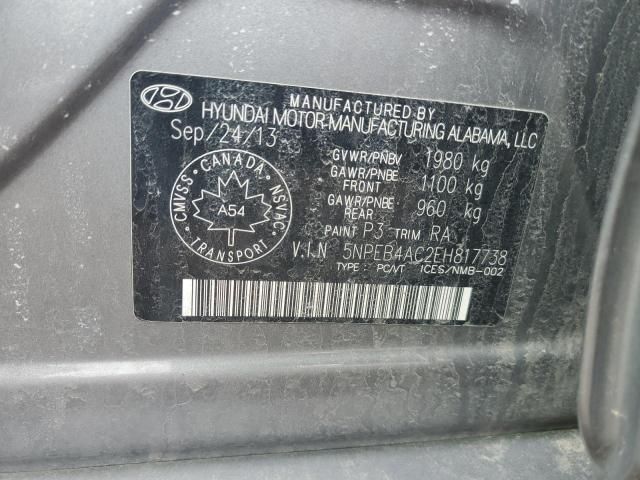 MANUFACTURED BY
HYUNDAI MOTOR MANUFACTURING ALABAMA, LLC
Sep/24/13
GVWR/PNBV 1980 kg
GAWR/PNBE FRONT 1100 kg
GAWR/PNBE REAR 960 kg
PAINT P3 TRIM RA
V.I.N 5NPEB4AC2EH817738
TYPE : PC/VT ICES/NMB-002
CANADA
CMVSS
NSVAC
A54
TRANSPORT